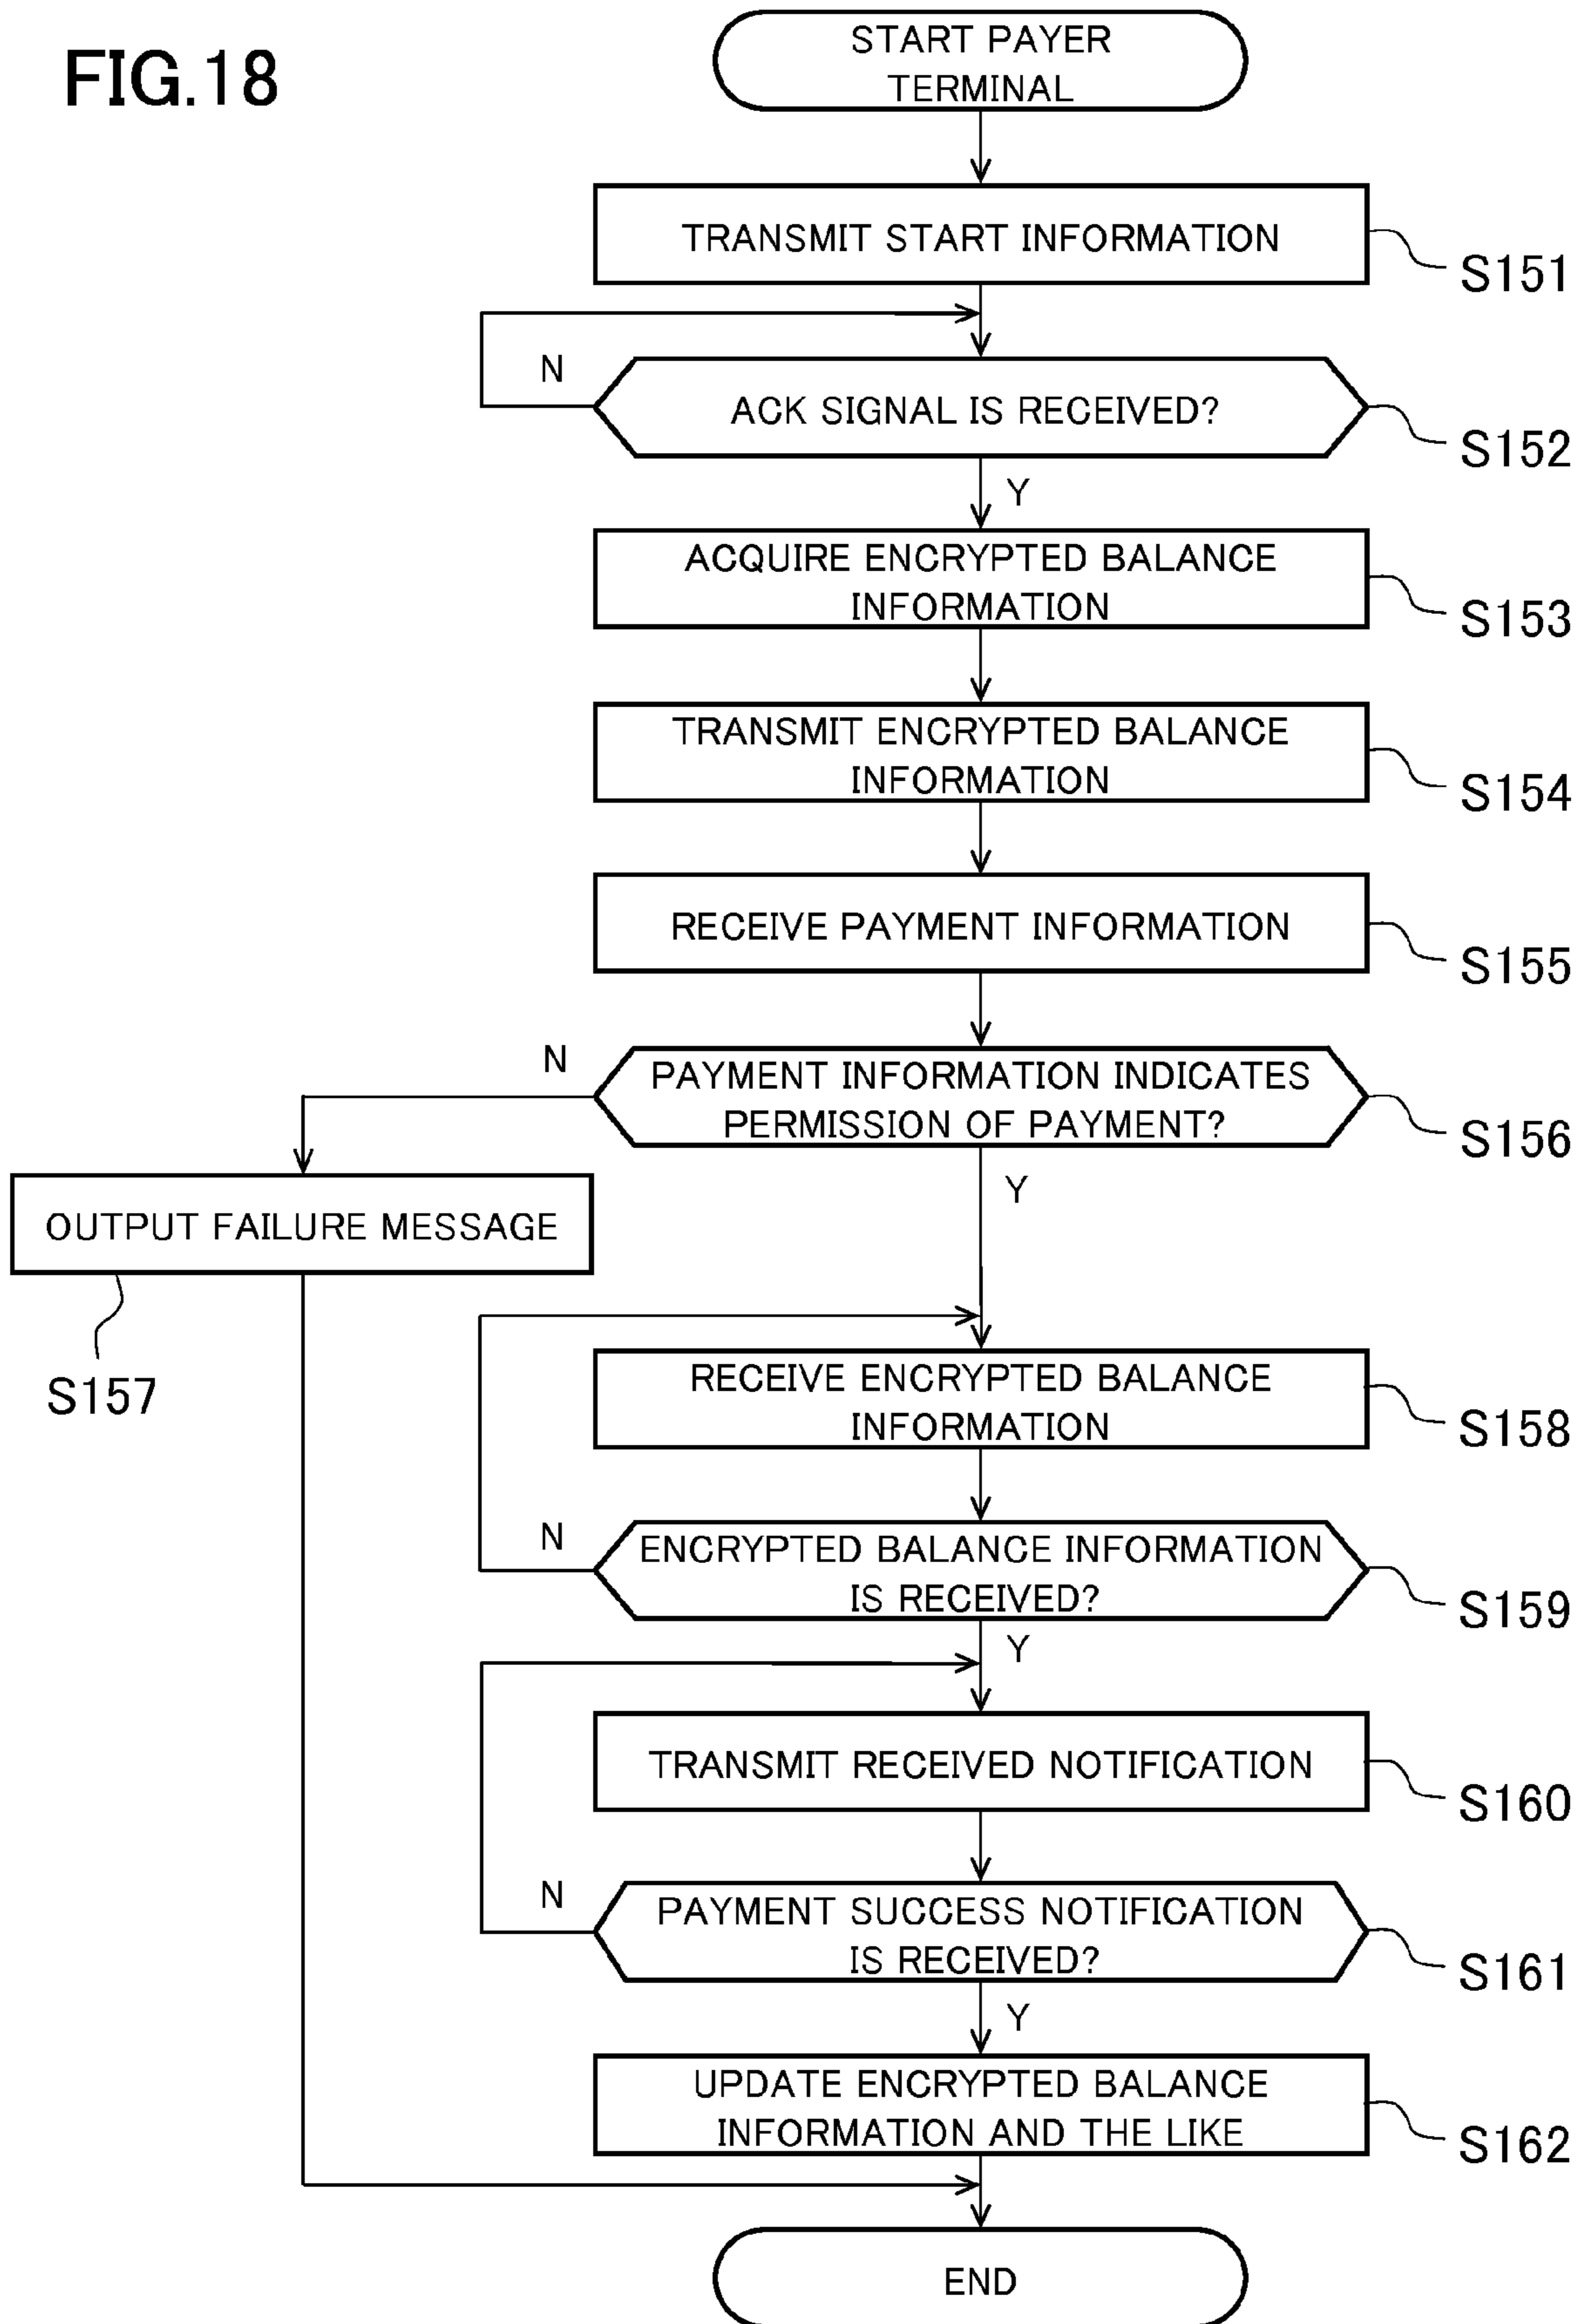 FIG.18
START PAYER
TERMINAL
TRANSMIT START INFORMATION
S151
N
ACK SIGNAL IS RECEIVED?
S152
Y
ACQUIRE ENCRYPTED BALANCE
INFORMATION
S153
TRANSMIT ENCRYPTED BALANCE
INFORMATION
S154
RECEIVE PAYMENT INFORMATION
S155
N
PAYMENT INFORMATION INDICATES
PERMISSION OF PAYMENT?
S156
Y
OUTPUT FAILURE MESSAGE
S157
RECEIVE ENCRYPTED BALANCE
INFORMATION
S158
N
ENCRYPTED BALANCE INFORMATION
IS RECEIVED?
S159
Y
TRANSMIT RECEIVED NOTIFICATION
S160
N
PAYMENT SUCCESS NOTIFICATION
IS RECEIVED?
S161
Y
UPDATE ENCRYPTED BALANCE
INFORMATION AND THE LIKE
S162
END